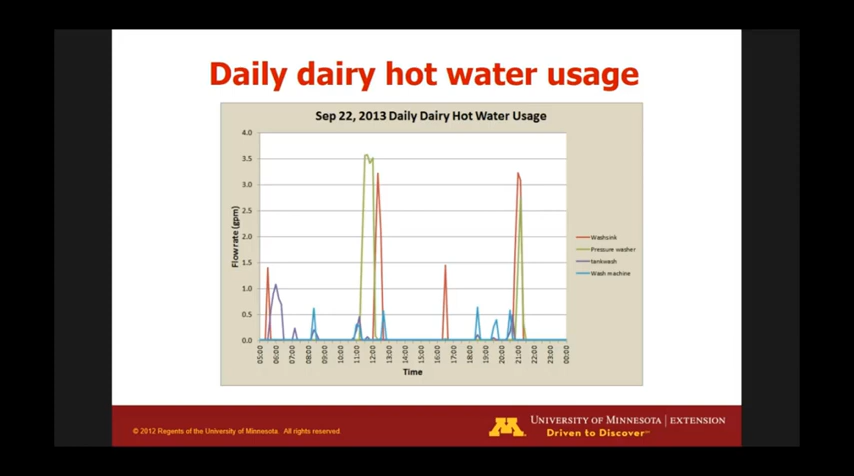 Daily dairy hot water usage
Sep 22, 2013 Daily Dairy Hot Water Usage
4.0
3.5
3.0
2.5
2.0
1.5
1.0
0.5
0.0
Flow rate (gpm)
05:00
06:00
07:00
08:00
09:00
10:00
11:00
12:00
13:00
14:00
15:00
16:00
17:00
18:00
19:00
20:00
21:00
22:00
23:00
00:00
Time
Washsink
Pressure washer
tankwash
Wash machine
© 2012 Regents of the University of Minnesota. All rights reserved.
M
UNIVERSITY OF MINNESOTA | EXTENSION
Driven to Discover℠